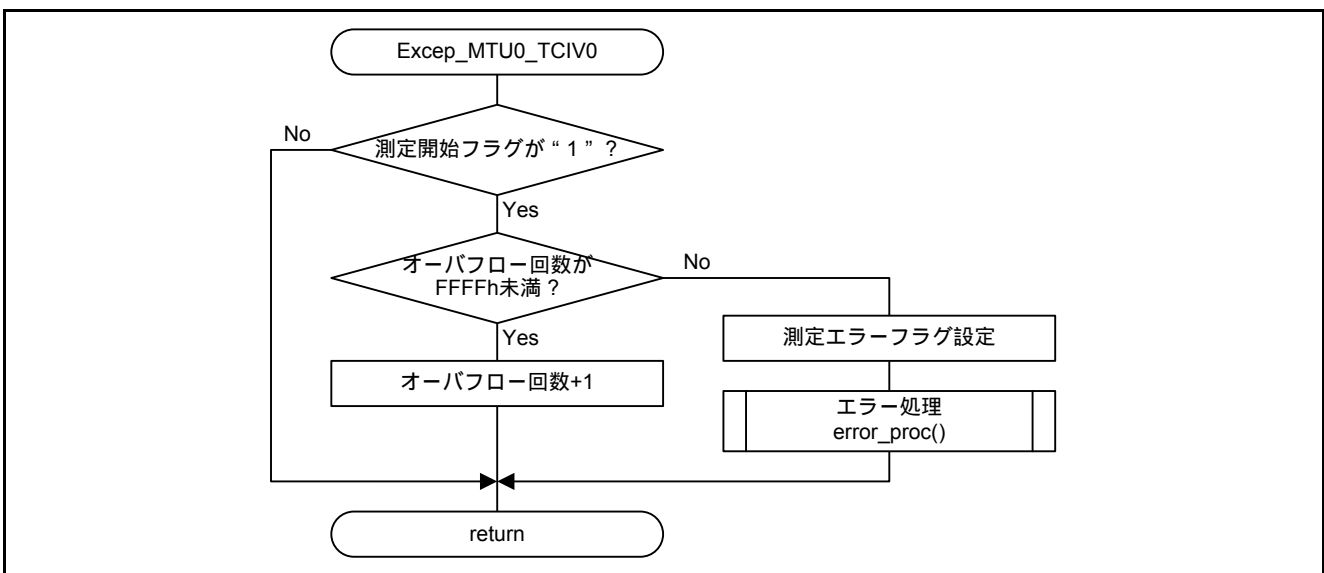 Excep_MTU0_TCIV0
No
測定開始フラグが“1”？
Yes
オーバフロー回数が
FFFFh未満？
No
Yes
測定エラーフラグ設定
オーバフロー回数+1
エラー処理
error_proc()
return